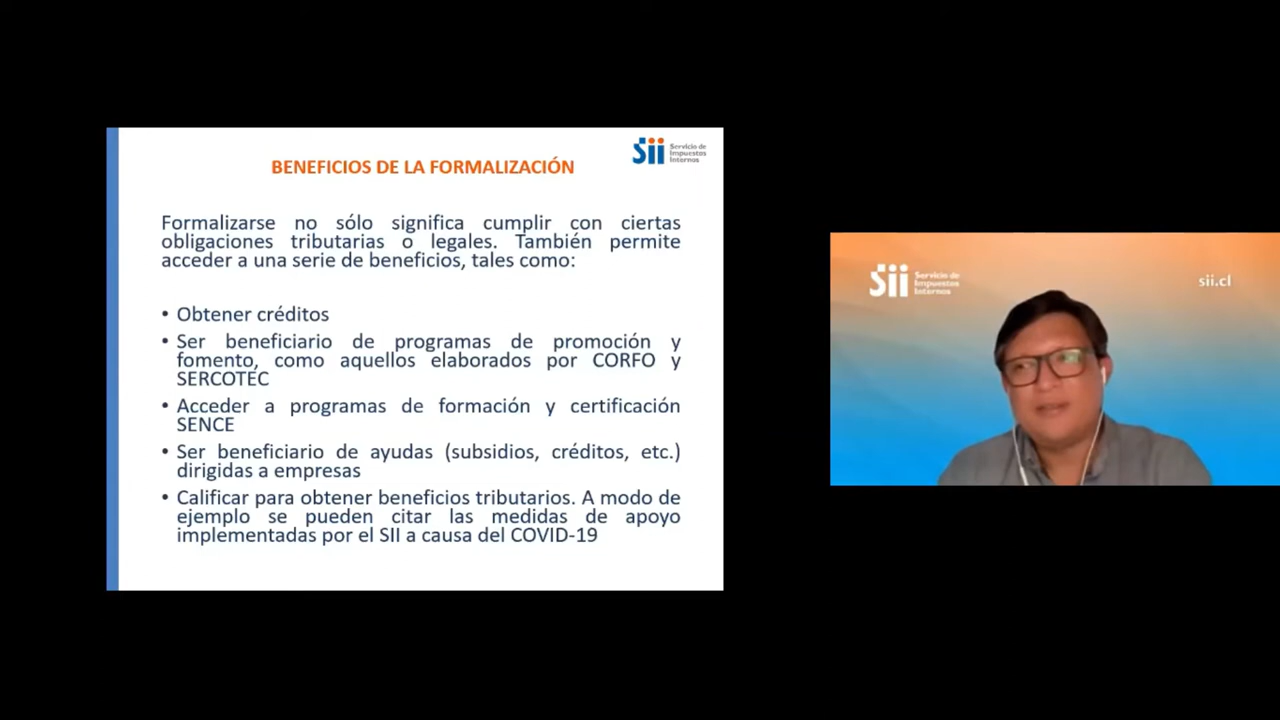 BENEFICIOS DE LA FORMALIZACIÓN
Sii Servicio de
Impuestos
Internos
Formalizarse no sólo significa cumplir con ciertas
obligaciones tributarias o legales. También permite
acceder a una serie de beneficios, tales como:
• Obtener créditos
• Ser beneficiario de programas de promoción y
fomento, como aquellos elaborados por CORFO y
SERCOTEC
• Acceder a programas de formación y certificación
SENCE
• Ser beneficiario de ayudas (subsidios, créditos, etc.)
dirigidas a empresas
• Calificar para obtener beneficios tributarios. A modo de
ejemplo se pueden citar las medidas de apoyo
implementadas por el SII a causa del COVID-19
Sii Servicio de
Impuestos
Internos
sii.cl